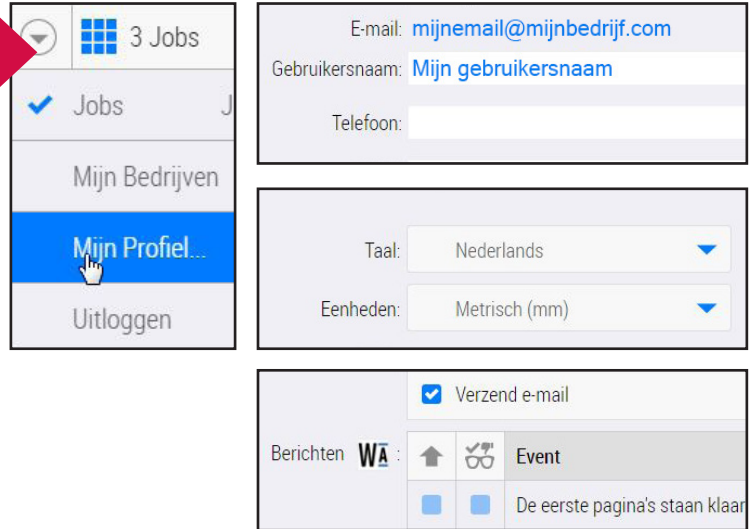 3 Jobs
Jobs J
Mijn Bedrijven
Mijn Profiel...
Uitloggen
E-mail: mijnemail@mijnbedrijf.com
Gebruikersnaam: Mijn gebruikersnaam
Telefoon:
Taal: Nederlands
Eenheden: Metrisch (mm)
Verzend e-mail
Berichten WA :
Event
De eerste pagina's staan klaar